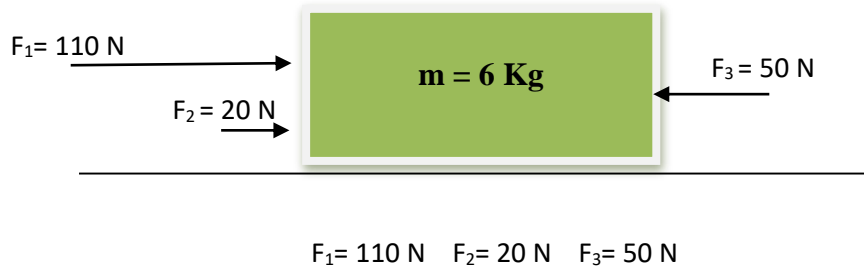 F₁= 110 N
m = 6 Kg
F₃ = 50 N
F₂ = 20 N
F₁= 110 N F₂= 20 N F₃= 50 N